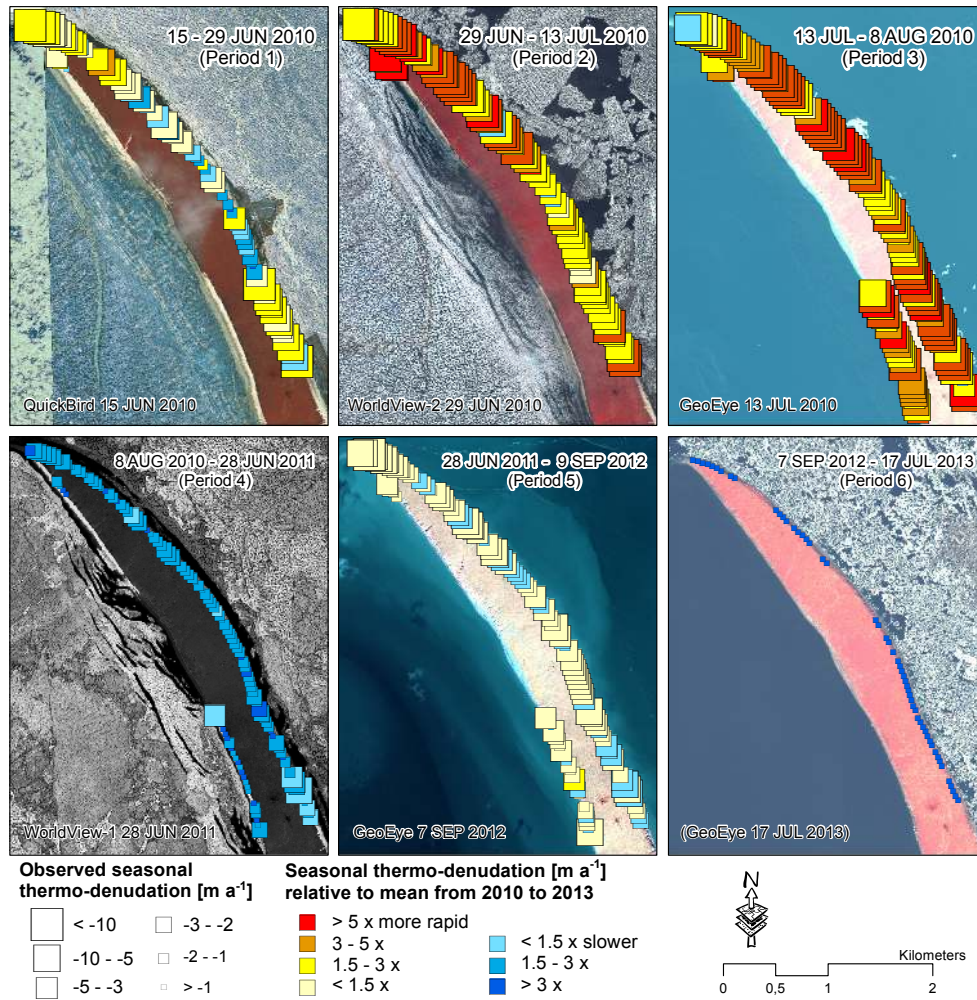 15 - 29 JUN 2010
(Period 1)
QuickBird 15 JUN 2010
29 JUN - 13 JUL 2010
(Period 2)
WorldView-2 29 JUN 2010
13 JUL - 8 AUG 2010
(Period 3)
GeoEye 13 JUL 2010
8 AUG 2010 - 28 JUN 2011
(Period 4)
WorldView-1 28 JUN 2011
28 JUN 2011 - 9 SEP 2012
(Period 5)
GeoEye 7 SEP 2012
7 SEP 2012 - 17 JUL 2013
(Period 6)
(GeoEye 17 JUL 2013)
Observed seasonal
thermo-denudation [m a⁻¹]
< -10
-10 - -5
-5 - -3
-3 - -2
-2 - -1
> -1
Seasonal thermo-denudation [m a⁻¹]
relative to mean from 2010 to 2013
> 5 x more rapid
3 - 5 x
1.5 - 3 x
< 1.5 x
< 1.5 x slower
1.5 - 3 x
> 3 x
N
Kilometers
0 0,5 1 2